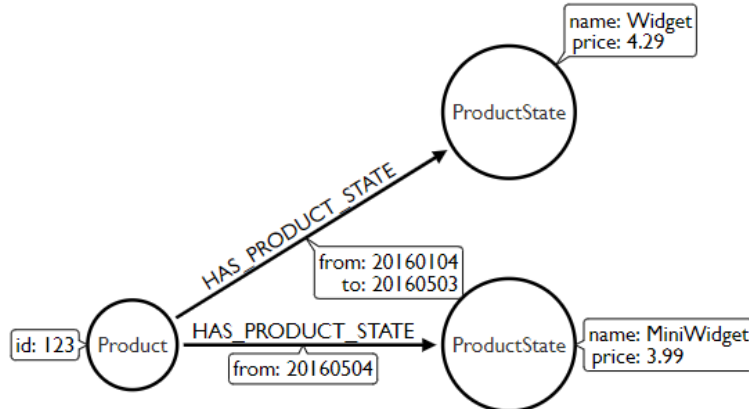 name: Widget
price: 4.29
ProductState
HAS_PRODUCT_STATE
from: 20160104
to: 20160503
id: 123
Product
HAS_PRODUCT_STATE
from: 20160504
ProductState
name: MiniWidget
price: 3.99